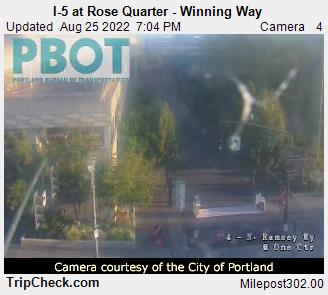 I-5 at Rose Quarter - Winning Way
Updated Aug 25 2022 7:04 PM Camera 4
PBOT
PORTLAND BUREAU OF TRANSPORTATION
4 - N. Ramsey Wy
@ One Ctr
Camera courtesy of the City of Portland
TripCheck.com Milepost302.00